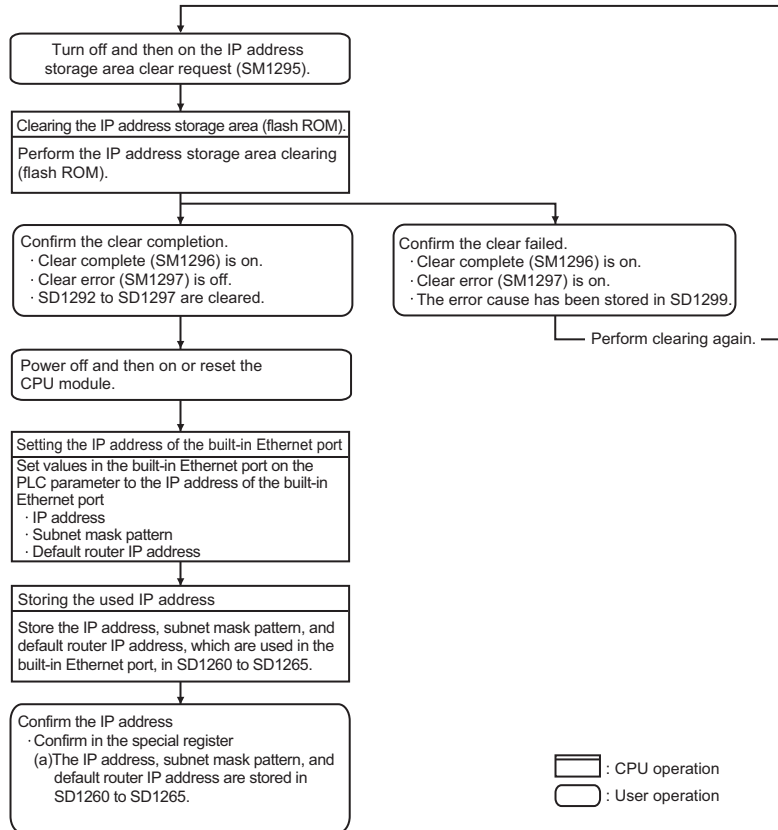 Turn off and then on the IP address
storage area clear request (SM1295).
Clearing the IP address storage area (flash ROM).
Perform the IP address storage area clearing
(flash ROM).
Confirm the clear completion.
· Clear complete (SM1296) is on.
· Clear error (SM1297) is off.
· SD1292 to SD1297 are cleared.
Confirm the clear failed.
· Clear complete (SM1296) is on.
· Clear error (SM1297) is on.
· The error cause has been stored in SD1299.
Perform clearing again.
Power off and then on or reset the
CPU module.
Setting the IP address of the built-in Ethernet port
Set values in the built-in Ethernet port on the
PLC parameter to the IP address of the built-in
Ethernet port
· IP address
· Subnet mask pattern
· Default router IP address
Storing the used IP address
Store the IP address, subnet mask pattern, and
default router IP address, which are used in the
built-in Ethernet port, in SD1260 to SD1265.
Confirm the IP address
· Confirm in the special register
(a)The IP address, subnet mask pattern, and
default router IP address are stored in
SD1260 to SD1265.
: CPU operation
: User operation